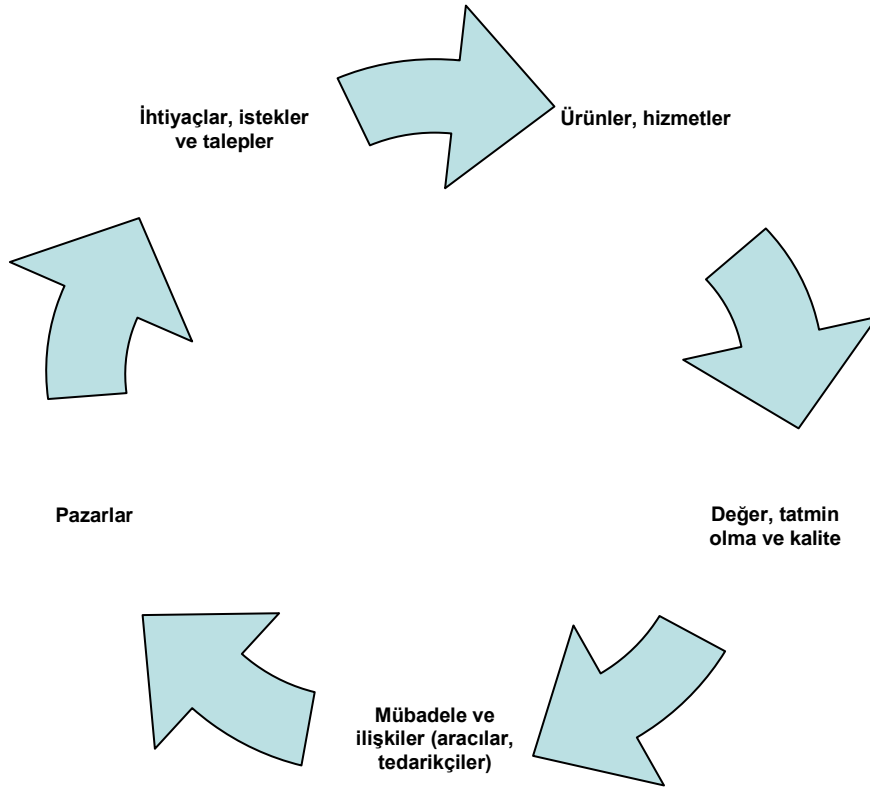 İhtiyaçlar, istekler
ve talepler
Ürünler, hizmetler
Değer, tatmin
olma ve kalite
Mübadele ve
ilişkiler (aracılar,
tedarikçiler)
Pazarlar